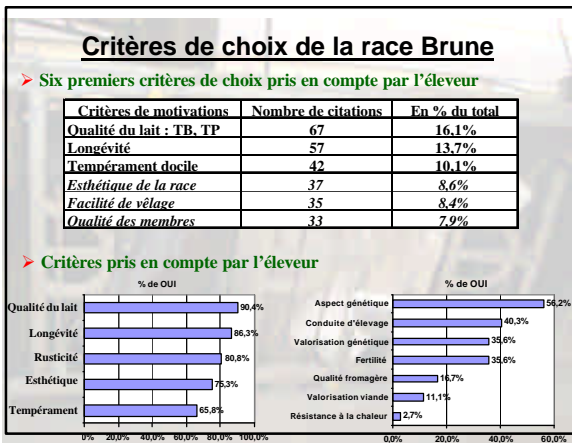 Critères de choix de la race Brune
Six premiers critères de choix pris en compte par l'éleveur
Critères de motivations Nombre de citations En % du total
Qualité du lait : TB, TP 67 16,1%
Longévité 57 13,7%
Tempérament docile 42 10,1%
Esthétique de la race 37 8,6%
Facilité de vêlage 35 8,4%
Qualité des membres 33 7,9%
Critères pris en compte par l'éleveur
% de OUI
Qualité du lait 90,4%
Longévité 86,3%
Rusticité 80,8%
Esthétique 75,3%
Tempérament 65,8%
0% 20,0% 40,0% 60,0% 80,0% 100,0%
% de OUI
Aspect génétique 56,2%
Conduite d'élevage 40,3%
Valorisation génétique 35,6%
Fertilité 35,6%
Qualité fromagère 16,7%
Valorisation viande 11,1%
Résistance à la chaleur 2,7%
0,0% 20,0% 40,0% 60,0%